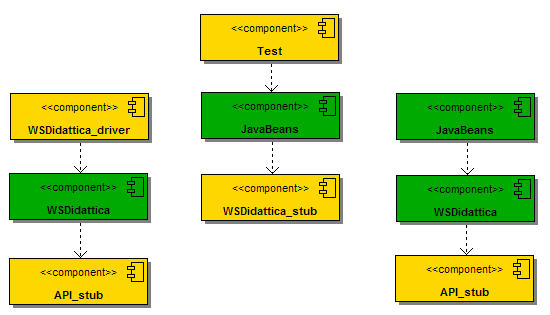 <<component>>
Test
<<component>>
WSDidattica_driver
<<component>>
JavaBeans
<<component>>
JavaBeans
<<component>>
WSDidattica
<<component>>
WSDidattica_stub
<<component>>
WSDidattica
<<component>>
API_stub
<<component>>
API_stub